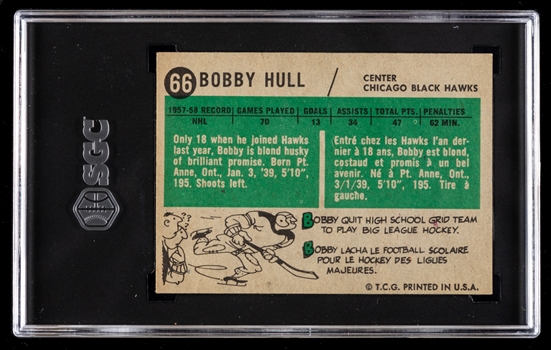 SGC
66 BOBBY HULL / CENTER
CHICAGO BLACK HAWKS
1957-58 RECORD GAMES PLAYED GOALS ASSISTS TOTAL PTS. PENALTIES
NHL 70 13 34 47 62 MIN.
Only 18 when he joined Hawks
last year, Bobby is blond husky
of brilliant promise. Born Pt.
Anne, Ont., Jan. 3, '39, 5'10",
195. Shoots left.
Entré chez les Hawks l'an der-
nier à 18 ans, Bobby est blond,
costaud et promis à un bel
avenir. Né à Pt. Anne, Ont.,
3/1/39, 5'10", 195. Tire à
gauche.
BOBBY QUIT HIGH SCHOOL GRID TEAM
TO PLAY BIG LEAGUE HOCKEY.
BOBBY LACHA LE FOOTBALL SCOLAIRE
POUR LE HOCKEY DES LIGUES
MAJEURES.
© T.C.G. PRINTED IN U.S.A.